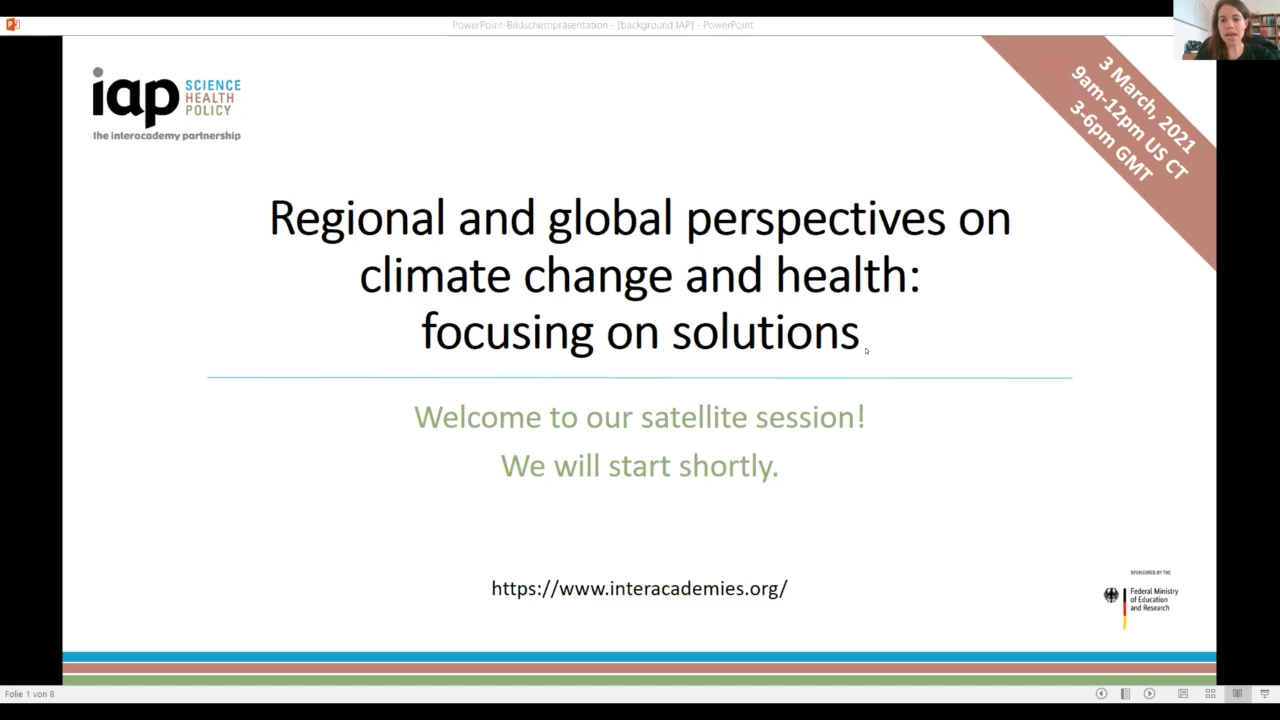 PowerPoint-Bildschirmpräsentation - [background IAP] - PowerPoint
iap SCIENCE
HEALTH
POLICY
the interacademy partnership
3 March, 2021
9am-12pm US CT
3-6pm GMT
Regional and global perspectives on
climate change and health:
focusing on solutions
Welcome to our satellite session!
We will start shortly.
https://www.interacademies.org/
SPONSORED BY THE
Federal Ministry
of Education
and Research
Folie 1 von 8